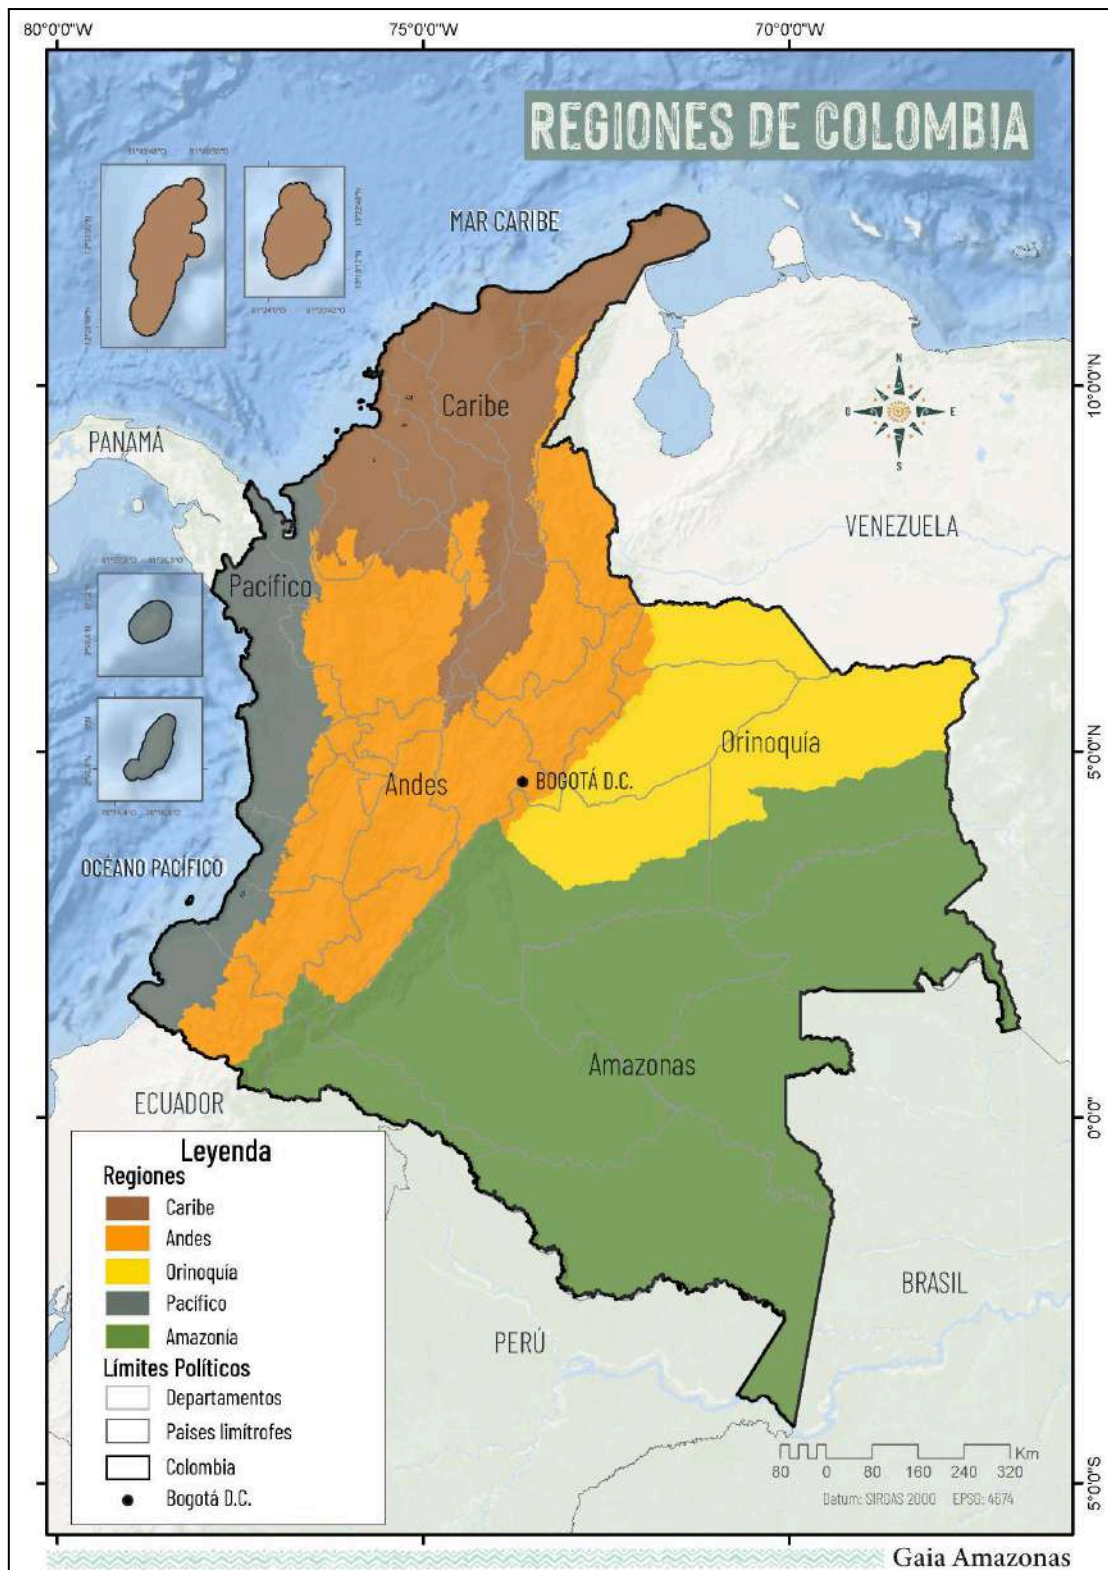 80°0'0"W
75°0'0"W
70°0'0"W
REGIONES DE COLOMBIA
MAR CARIBE
10°0'0"N
Caribe
PANAMÁ
VENEZUELA
N
O
E
S
Pacífico
Orinoquía
5°0'0"N
Andes
BOGOTÁ D.C.
OCÉANO PACÍFICO
Amazonas
ECUADOR
0°0'0"
Leyenda
Regiones
Caribe
Andes
Orinoquía
Pacífico
Amazonía
Límites Políticos
Departamentos
Paises limítrofes
Colombia
Bogotá D.C.
BRASIL
PERÚ
80 0 80 160 240 320 Km
Datum: SIRGAS 2000 EPSG: 4674
5°0'0"S
Gaia Amazonas